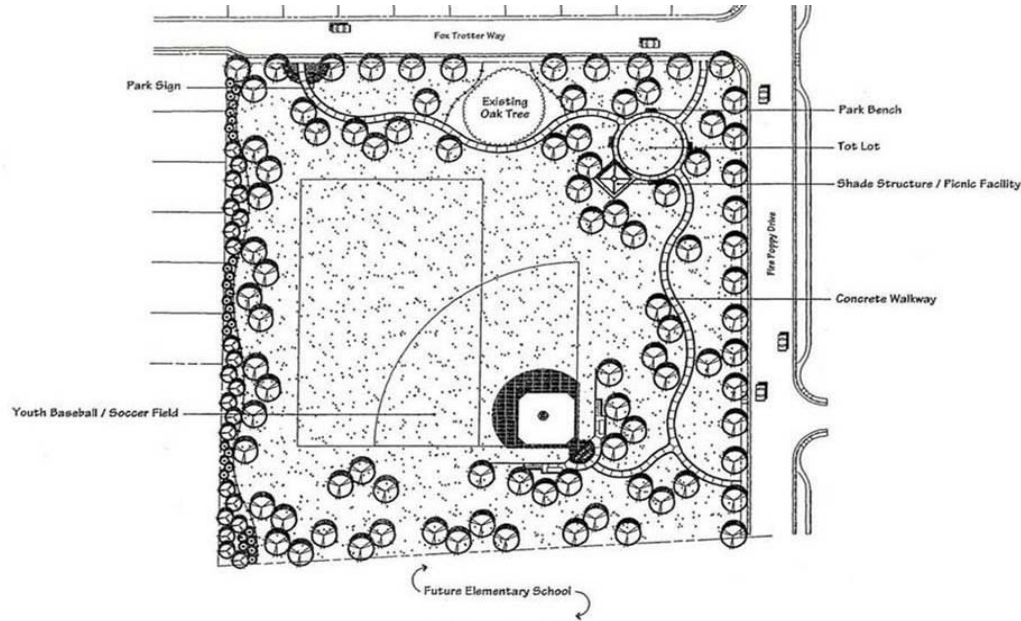 Fox Trotter Way
Park Sign
Existing
Oak Tree
Park Bench
Tot Lot
Shade Structure / Picnic Facility
Fire Poppy Drive
Concrete Walkway
Youth Baseball / Soccer Field
Future Elementary School